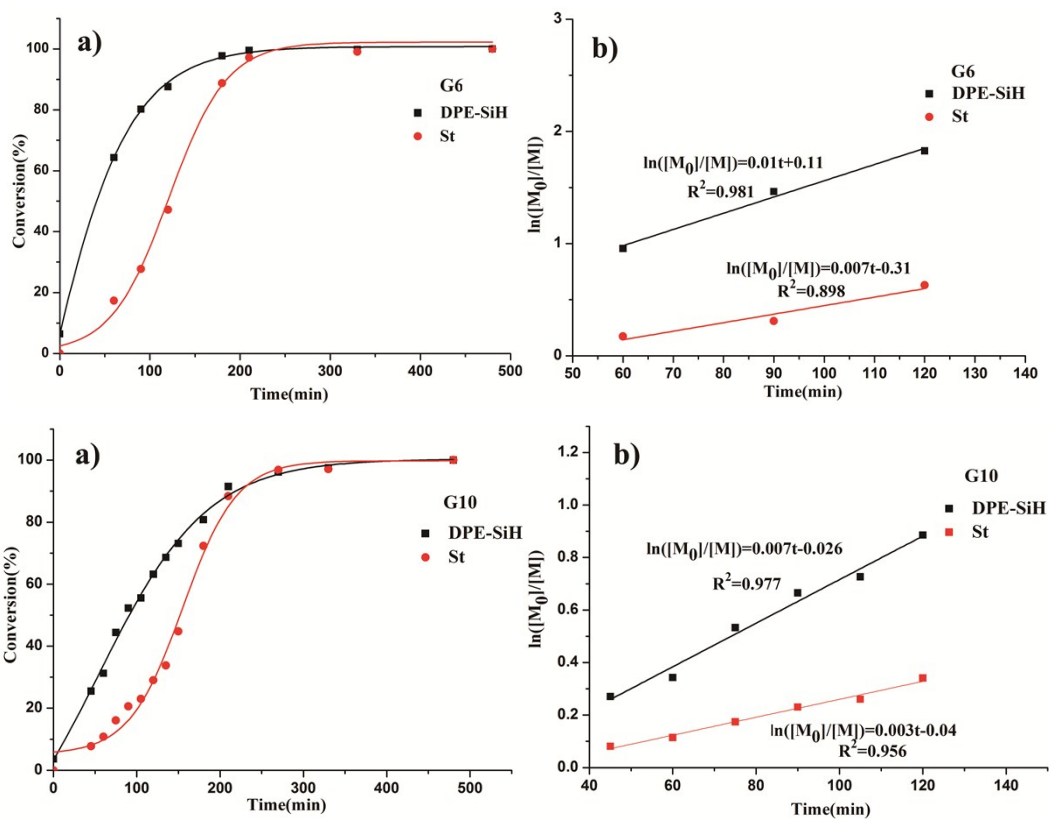 a)
G6
DPE-SiH
St
Conversion(%)
100
80
60
40
20
0
0
100
200
300
400
500
Time(min)
b)
G6
DPE-SiH
St
ln([M₀]/[M])=0.01t+0.11
R²=0.981
ln([M₀]/[M])=0.007t-0.31
R²=0.898
ln([M₀]/[M])
3
2
1
0
50
60
70
80
90
100
110
120
130
140
Time(min)
a)
G10
DPE-SiH
St
Conversion(%)
100
80
60
40
20
0
0
100
200
300
400
500
Time(min)
b)
G10
DPE-SiH
St
ln([M₀]/[M])=0.007t-0.026
R²=0.977
ln([M₀]/[M])=0.003t-0.04
R²=0.956
ln([M₀]/[M])
1.2
1.0
0.8
0.6
0.4
0.2
0.0
40
60
80
100
120
140
Time(min)